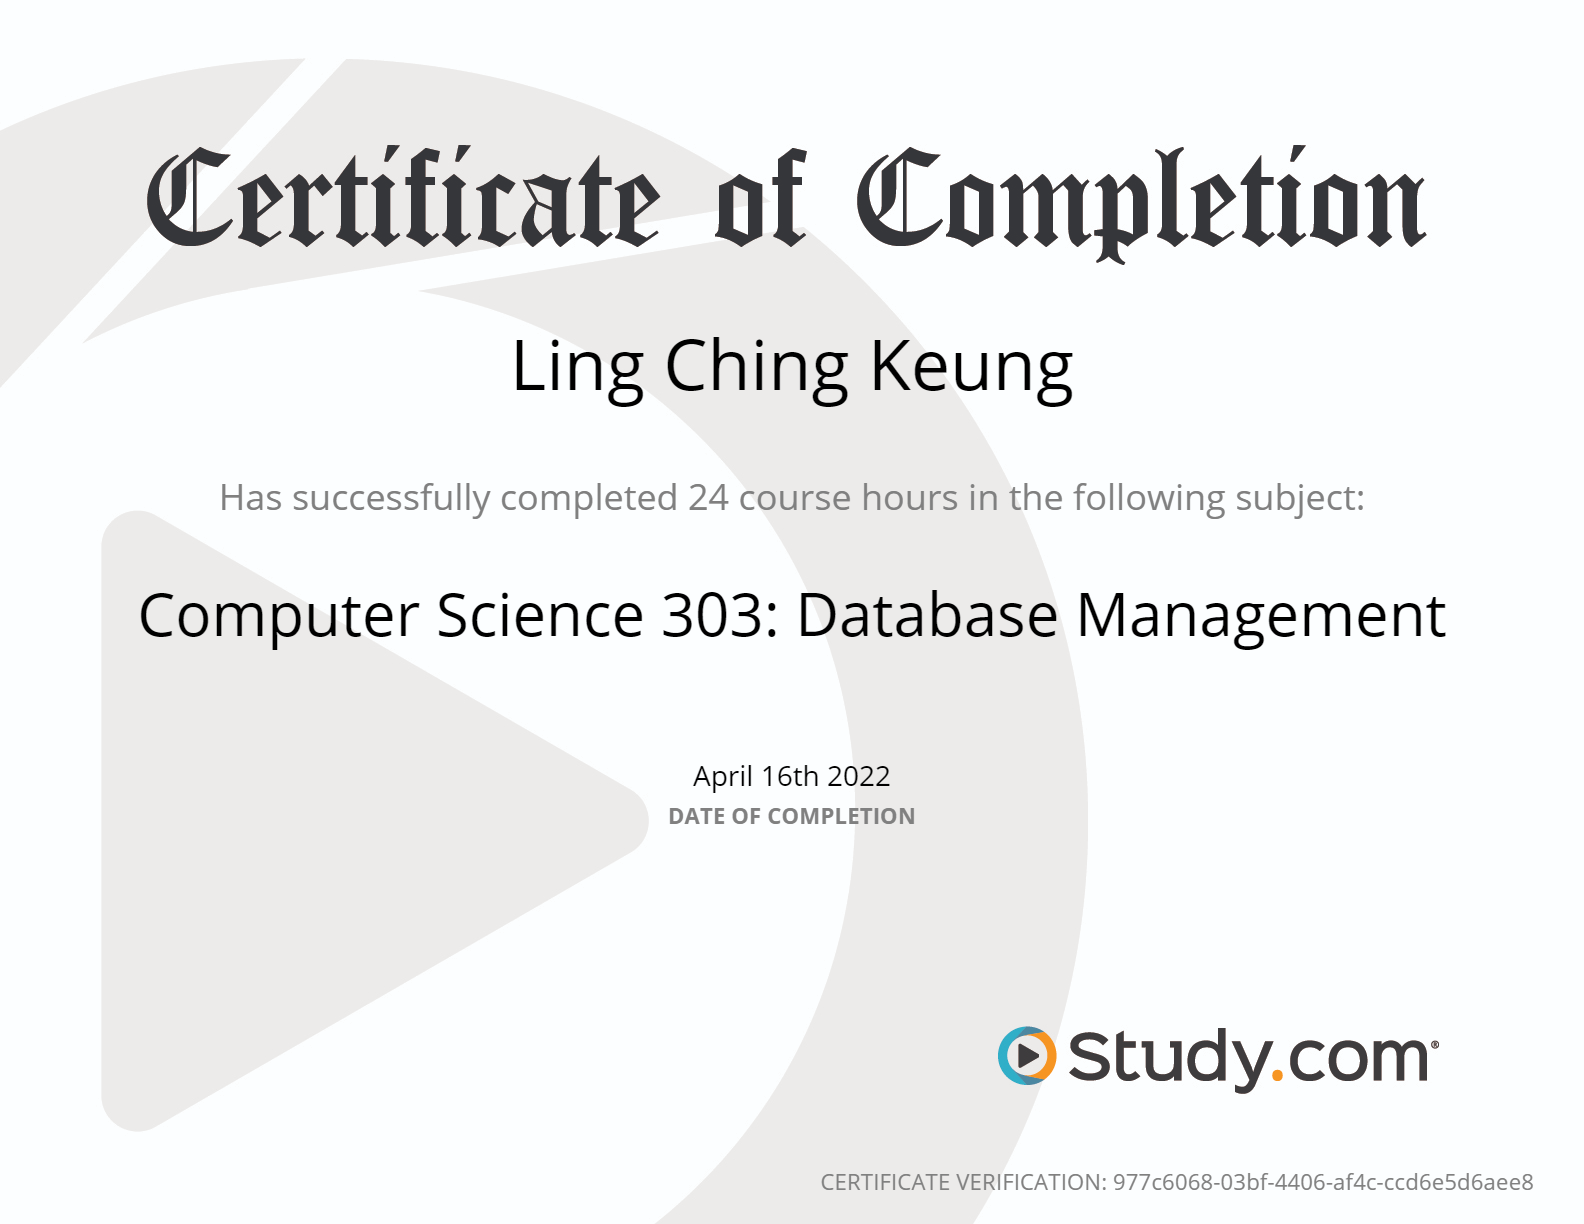 Certificate of Completion
Ling Ching Keung
Has successfully completed 24 course hours in the following subject:
Computer Science 303: Database Management
April 16th 2022
DATE OF COMPLETION
Study.com®
CERTIFICATE VERIFICATION: 977c6068-03bf-4406-af4c-ccd6e5d6aee8